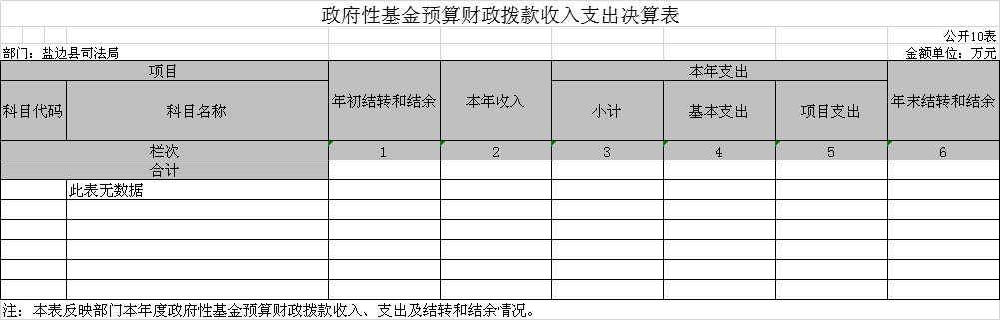 政府性基金预算财政拨款收入支出决算表
公开10表
部门：盐边县司法局 金额单位：万元
项目 年初结转和结余 本年收入 本年支出 年末结转和结余
科目代码 科目名称 小计 基本支出 项目支出
栏次 1 2 3 4 5 6
合计
此表无数据
注：本表反映部门本年度政府性基金预算财政拨款收入、支出及结转和结余情况。